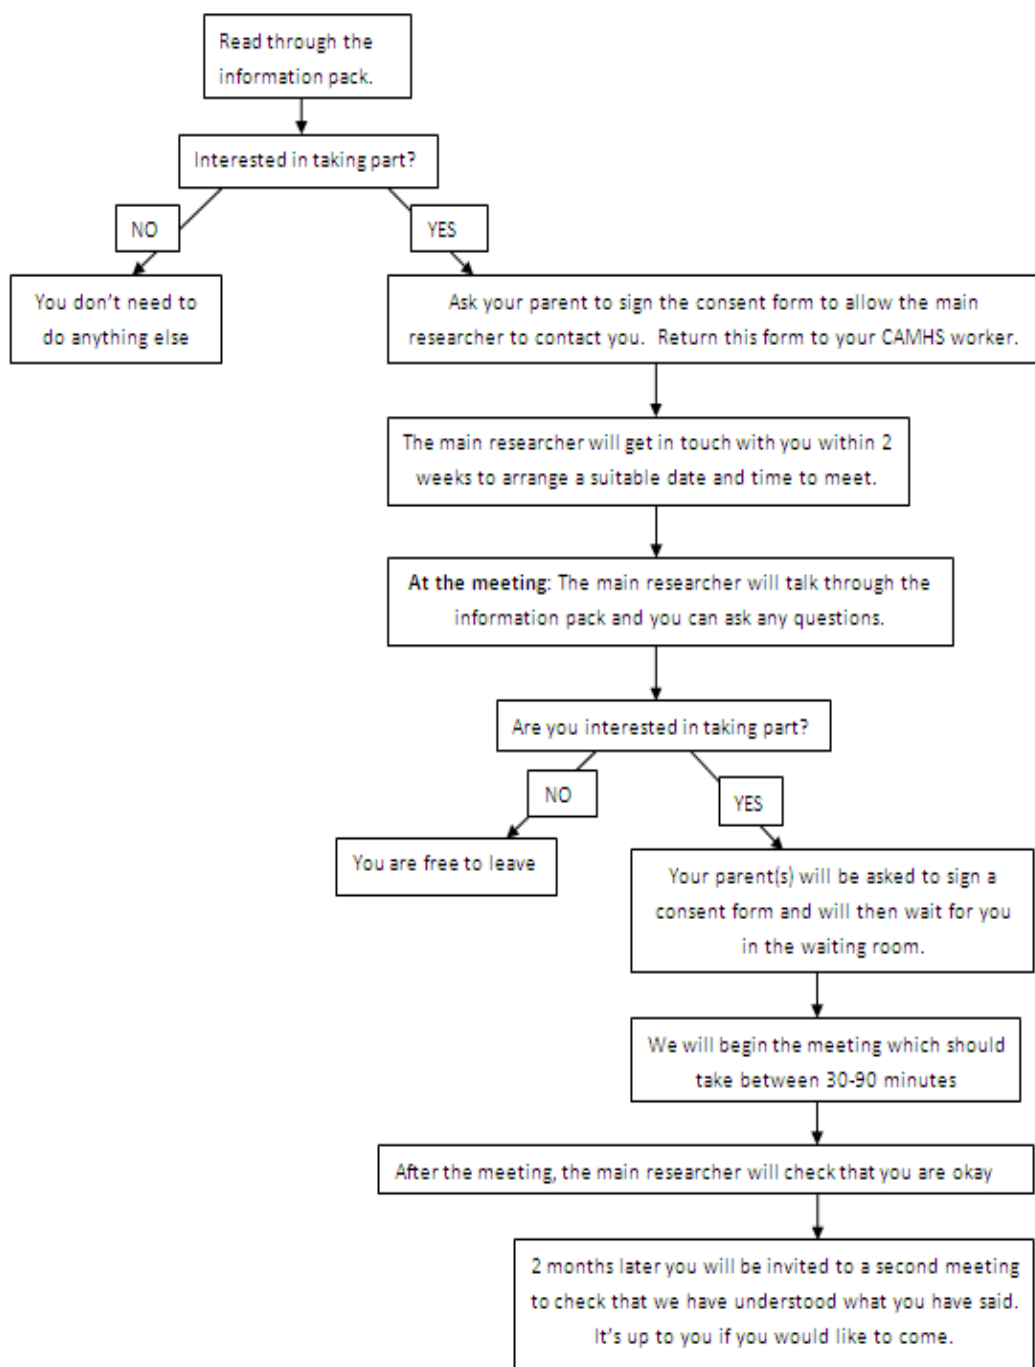 Read through the
information pack.
Interested in taking part?
NO
YES
You don't need to
do anything else
Ask your parent to sign the consent form to allow the main
researcher to contact you.  Return this form to your CAMHS worker.
The main researcher will get in touch with you within 2
weeks to arrange a suitable date and time to meet.
At the meeting: The main researcher will talk through the
information pack and you can ask any questions.
Are you interested in taking part?
NO
YES
You are free to leave
Your parent(s) will be asked to sign a
consent form and will then wait for you
in the waiting room.
We will begin the meeting which should
take between 30-90 minutes
After the meeting, the main researcher will check that you are okay
2 months later you will be invited to a second meeting
to check that we have understood what you have said.
It's up to you if you would like to come.